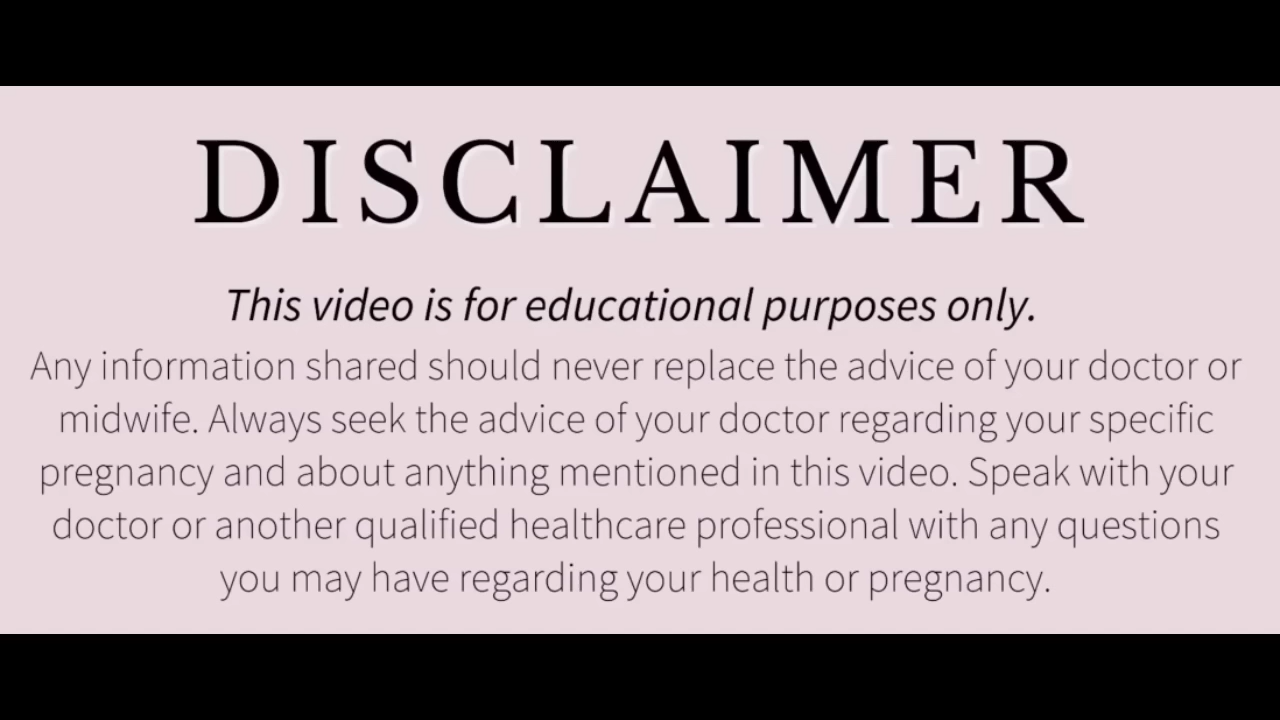 DISCLAIMER
This video is for educational purposes only.
Any information shared should never replace the advice of your doctor or
midwife. Always seek the advice of your doctor regarding your specific
pregnancy and about anything mentioned in this video. Speak with your
doctor or another qualified healthcare professional with any questions
you may have regarding your health or pregnancy.